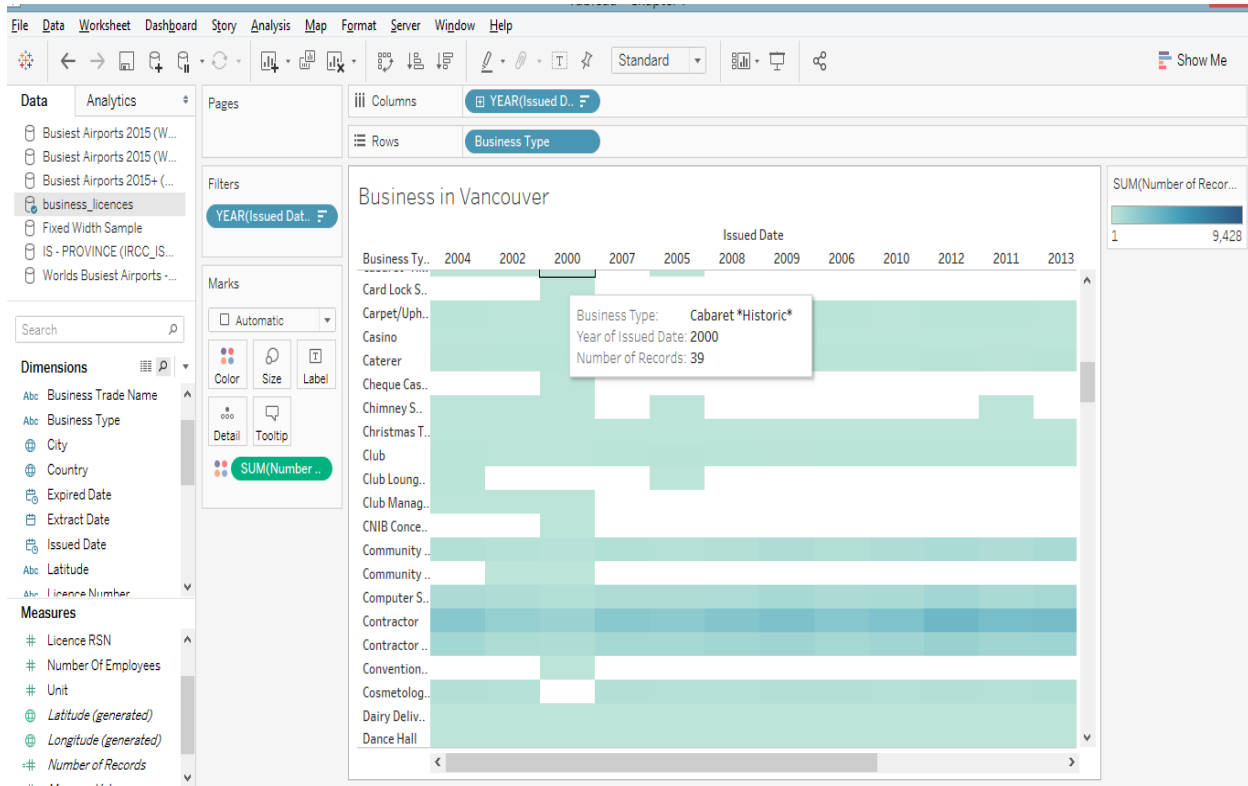 File Data Worksheet Dashboard Story Analysis Map Format Server Window Help
Standard
Show Me
Data Analytics
Busiest Airports 2015 (W...
Busiest Airports 2015 (W...
Busiest Airports 2015+ (...
business_licences
Fixed Width Sample
IS - PROVINCE (IRCC_IS...
Worlds Busiest Airports -...
Search
Dimensions
Abc Business Trade Name
Abc Business Type
City
Country
Expired Date
Extract Date
Issued Date
Abc Latitude
Abc Licence Number
Measures
# Licence RSN
# Number Of Employees
# Unit
Latitude (generated)
Longitude (generated)
=# Number of Records
Pages
Filters
YEAR(Issued Dat..
Marks
Automatic
Color Size Label
Detail Tooltip
SUM(Number ..
Columns YEAR(Issued D..
Rows Business Type
Business in Vancouver
Issued Date
Business Ty.. 2004 2002 2000 2007 2005 2008 2009 2006 2010 2012 2011 2013
Card Lock S..
Carpet/Uph..
Casino
Caterer
Cheque Cas..
Chimney S..
Christmas T..
Club
Club Loung..
Club Manag..
CNIB Conce..
Community ..
Community ..
Computer S..
Contractor
Contractor ..
Convention..
Cosmetolog..
Dairy Deliv..
Dance Hall
Business Type: Cabaret *Historic*
Year of Issued Date: 2000
Number of Records: 39
SUM(Number of Recor...
1 9,428